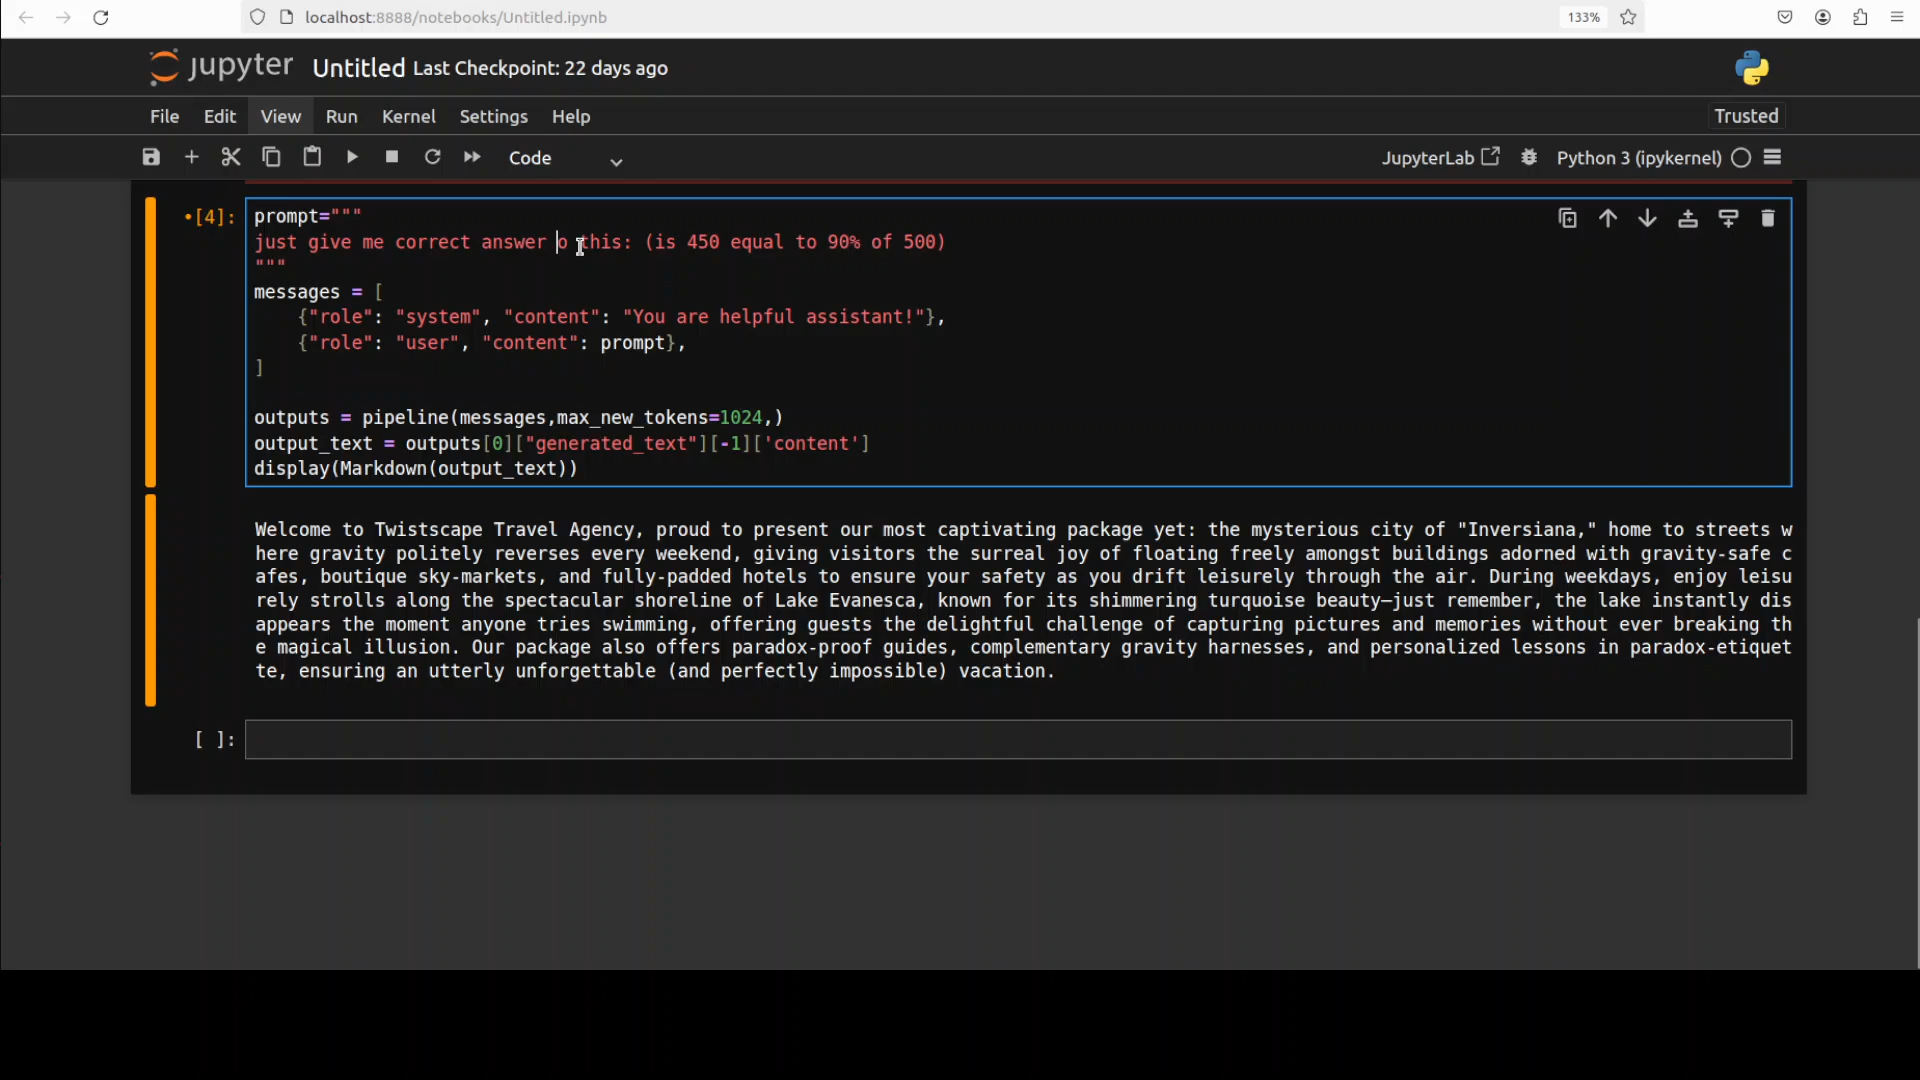 localhost:8888/notebooks/Untitled.ipynb 133%
jupyter Untitled Last Checkpoint: 22 days ago
File Edit View Run Kernel Settings Help Trusted
Code JupyterLab Python 3 (ipykernel)
[4]: prompt="""
just give me correct answer o this: (is 450 equal to 90% of 500)
"""
messages = [
    {"role": "system", "content": "You are helpful assistant!"},
    {"role": "user", "content": prompt},
]
outputs = pipeline(messages,max_new_tokens=1024,)
output_text = outputs[0]["generated_text"][-1]['content']
display(Markdown(output_text))
Welcome to Twistscape Travel Agency, proud to present our most captivating package yet: the mysterious city of "Inversiana," home to streets w
here gravity politely reverses every weekend, giving visitors the surreal joy of floating freely amongst buildings adorned with gravity-safe c
afes, boutique sky-markets, and fully-padded hotels to ensure your safety as you drift leisurely through the air. During weekdays, enjoy leisu
rely strolls along the spectacular shoreline of Lake Evanesca, known for its shimmering turquoise beauty—just remember, the lake instantly dis
appears the moment anyone tries swimming, offering guests the delightful challenge of capturing pictures and memories without ever breaking th
e magical illusion. Our package also offers paradox-proof guides, complementary gravity harnesses, and personalized lessons in paradox-etiquet
te, ensuring an utterly unforgettable (and perfectly impossible) vacation.
[ ]: